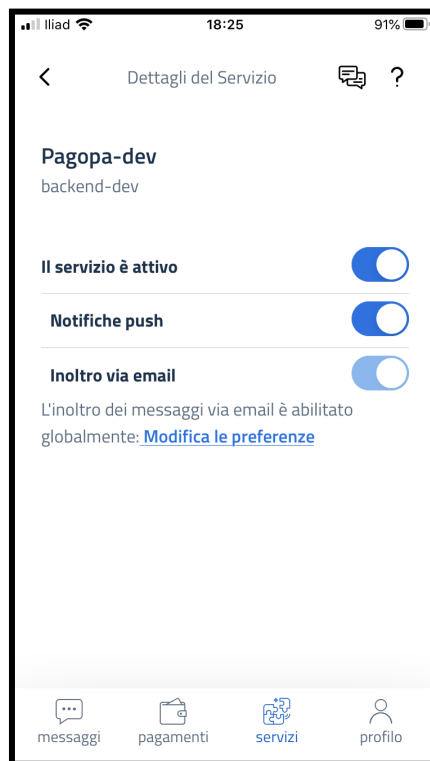 Iliad 18:25 91%
Dettagli del Servizio ?
Pagopa-dev
backend-dev
Il servizio è attivo
Notifiche push
Inoltro via email
L'inoltro dei messaggi via email è abilitato
globalmente: Modifica le preferenze
messaggi pagamenti servizi profilo